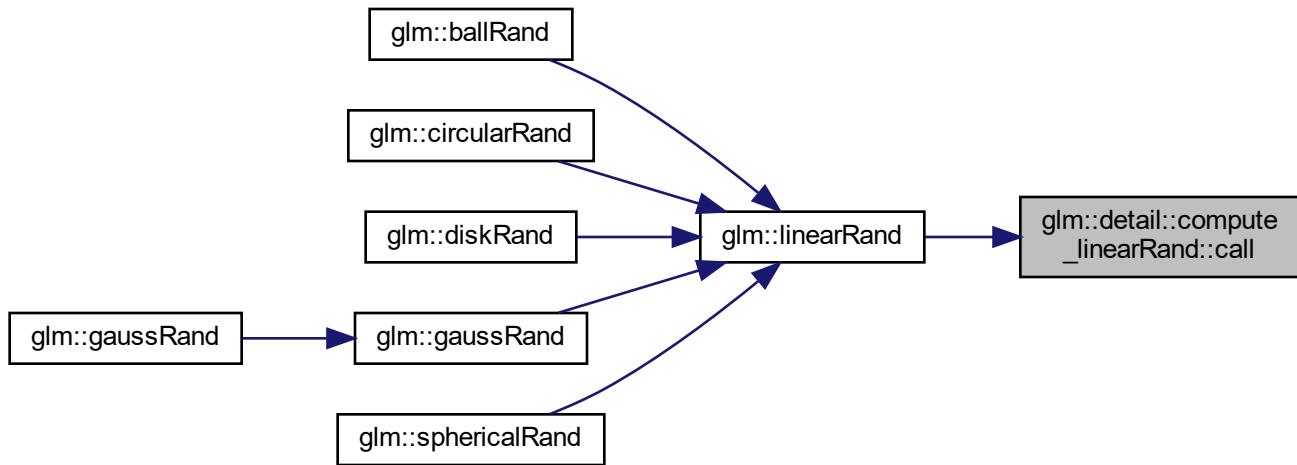 glm::ballRand
glm::circularRand
glm::diskRand
glm::linearRand
glm::detail::compute
_linearRand::call
glm::gaussRand
glm::gaussRand
glm::sphericalRand